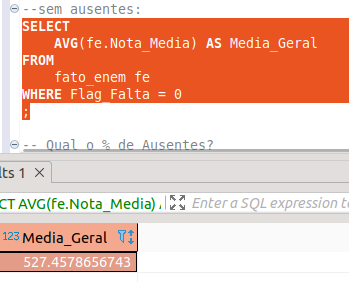 --sem ausentes:
SELECT
AVG(fe.Nota_Media) AS Media_Geral
FROM
fato_enem fe
WHERE Flag_Falta = 0
;
-- Qual o % de Ausentes?
lts 1
CT AVG(fe.Nota_Media) Enter a SQL expression to
123 Media_Geral
527.4578656743